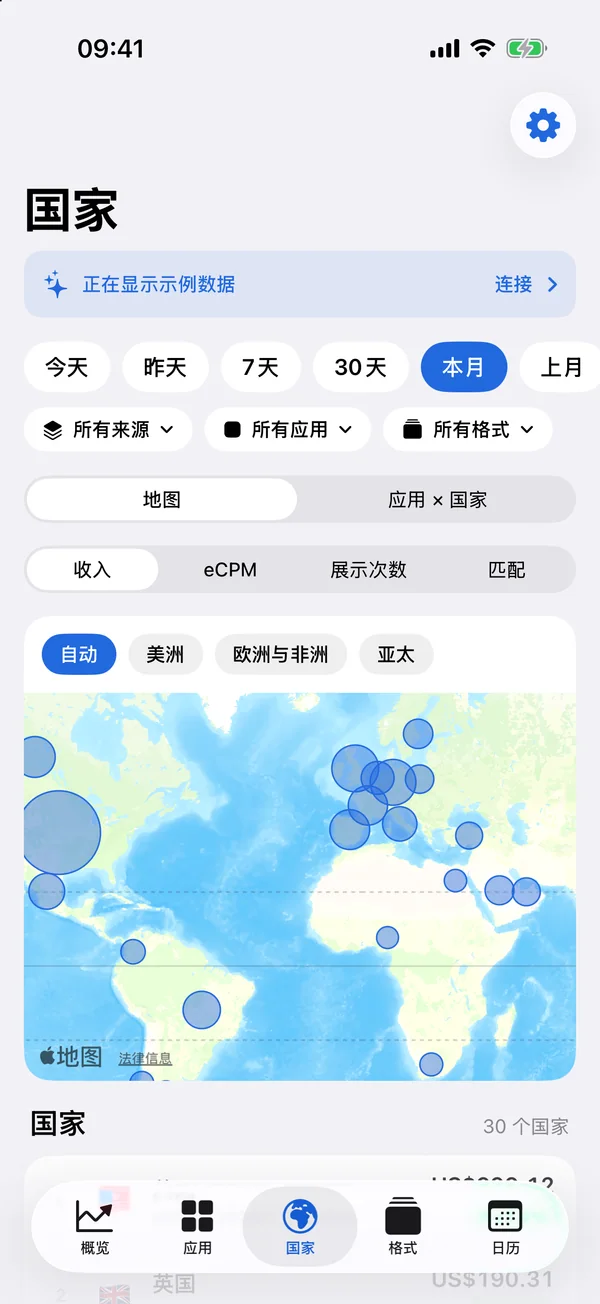 09:41
国家
正在显示示例数据 连接
今天 昨天 7天 30天 本月 上月
所有来源 所有应用 所有格式
地图 应用 × 国家
收入 eCPM 展示次数 匹配
自动 美洲 欧洲与非洲 亚太
地图 法律信息
国家 30 个国家
概览 应用 国家 格式 日历
2 英国 US$190.31